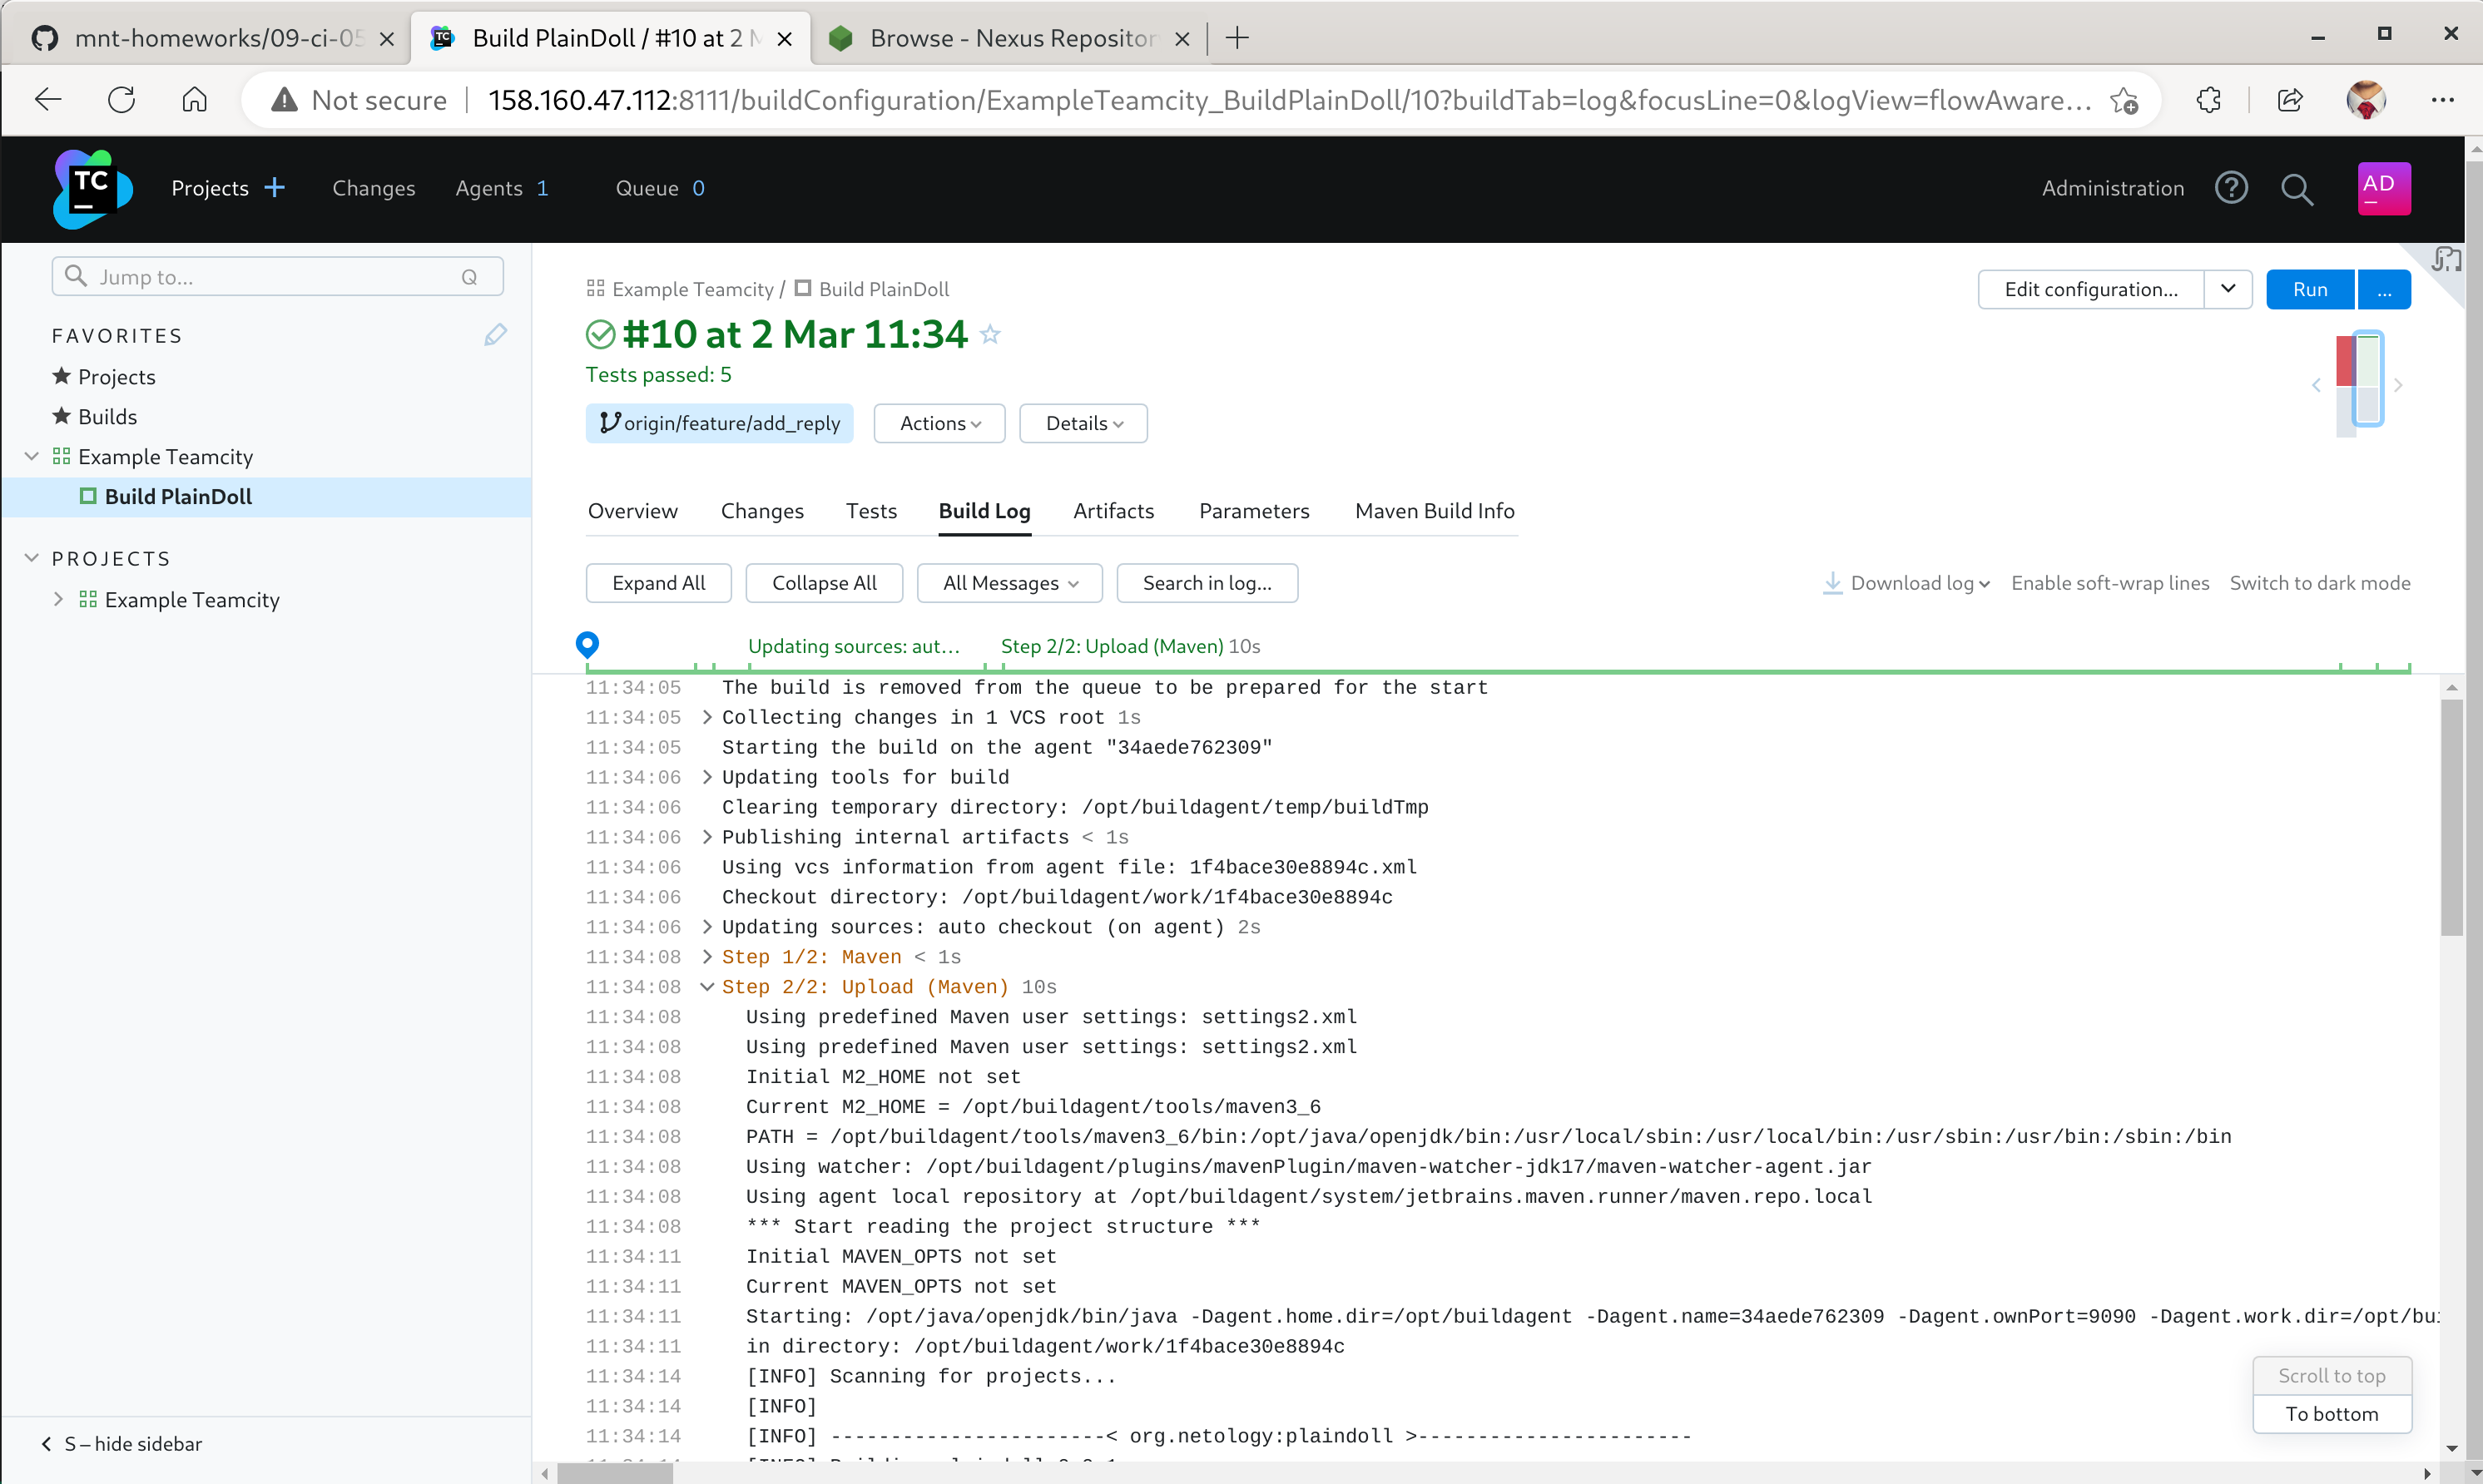 mnt-homeworks/09-ci-05
Build PlainDoll / #10 at 2 M
Browse - Nexus Repositor
Not secure
158.160.47.112:8111/buildConfiguration/ExampleTeamcity_BuildPlainDoll/10?buildTab=log&focusLine=0&logView=flowAware...
TC
Projects
Changes
Agents 1
Queue 0
Administration
AD
Jump to...
Q
FAVORITES
Projects
Builds
Example Teamcity
Build PlainDoll
PROJECTS
Example Teamcity
S – hide sidebar
Example Teamcity / Build PlainDoll
Edit configuration...
Run
...
#10 at 2 Mar 11:34
Tests passed: 5
origin/feature/add_reply
Actions
Details
Overview
Changes
Tests
Build Log
Artifacts
Parameters
Maven Build Info
Expand All
Collapse All
All Messages
Search in log...
Download log
Enable soft-wrap lines
Switch to dark mode
Updating sources: aut...
Step 2/2: Upload (Maven) 10s
11:34:05 The build is removed from the queue to be prepared for the start
11:34:05 Collecting changes in 1 VCS root 1s
11:34:05 Starting the build on the agent "34aede762309"
11:34:06 Updating tools for build
11:34:06 Clearing temporary directory: /opt/buildagent/temp/buildTmp
11:34:06 Publishing internal artifacts < 1s
11:34:06 Using vcs information from agent file: 1f4bace30e8894c.xml
11:34:06 Checkout directory: /opt/buildagent/work/1f4bace30e8894c
11:34:06 Updating sources: auto checkout (on agent) 2s
11:34:08 Step 1/2: Maven < 1s
11:34:08 Step 2/2: Upload (Maven) 10s
11:34:08 Using predefined Maven user settings: settings2.xml
11:34:08 Using predefined Maven user settings: settings2.xml
11:34:08 Initial M2_HOME not set
11:34:08 Current M2_HOME = /opt/buildagent/tools/maven3_6
11:34:08 PATH = /opt/buildagent/tools/maven3_6/bin:/opt/java/openjdk/bin:/usr/local/sbin:/usr/local/bin:/usr/sbin:/usr/bin:/sbin:/bin
11:34:08 Using watcher: /opt/buildagent/plugins/mavenPlugin/maven-watcher-jdk17/maven-watcher-agent.jar
11:34:08 Using agent local repository at /opt/buildagent/system/jetbrains.maven.runner/maven.repo.local
11:34:08 *** Start reading the project structure ***
11:34:11 Initial MAVEN_OPTS not set
11:34:11 Current MAVEN_OPTS not set
11:34:11 Starting: /opt/java/openjdk/bin/java -Dagent.home.dir=/opt/buildagent -Dagent.name=34aede762309 -Dagent.ownPort=9090 -Dagent.work.dir=/opt/bui
11:34:11 in directory: /opt/buildagent/work/1f4bace30e8894c
11:34:14 [INFO] Scanning for projects...
11:34:14 [INFO]
11:34:14 [INFO] -----------------------< org.netology:plaindoll >-----------------------
Scroll to top
To bottom